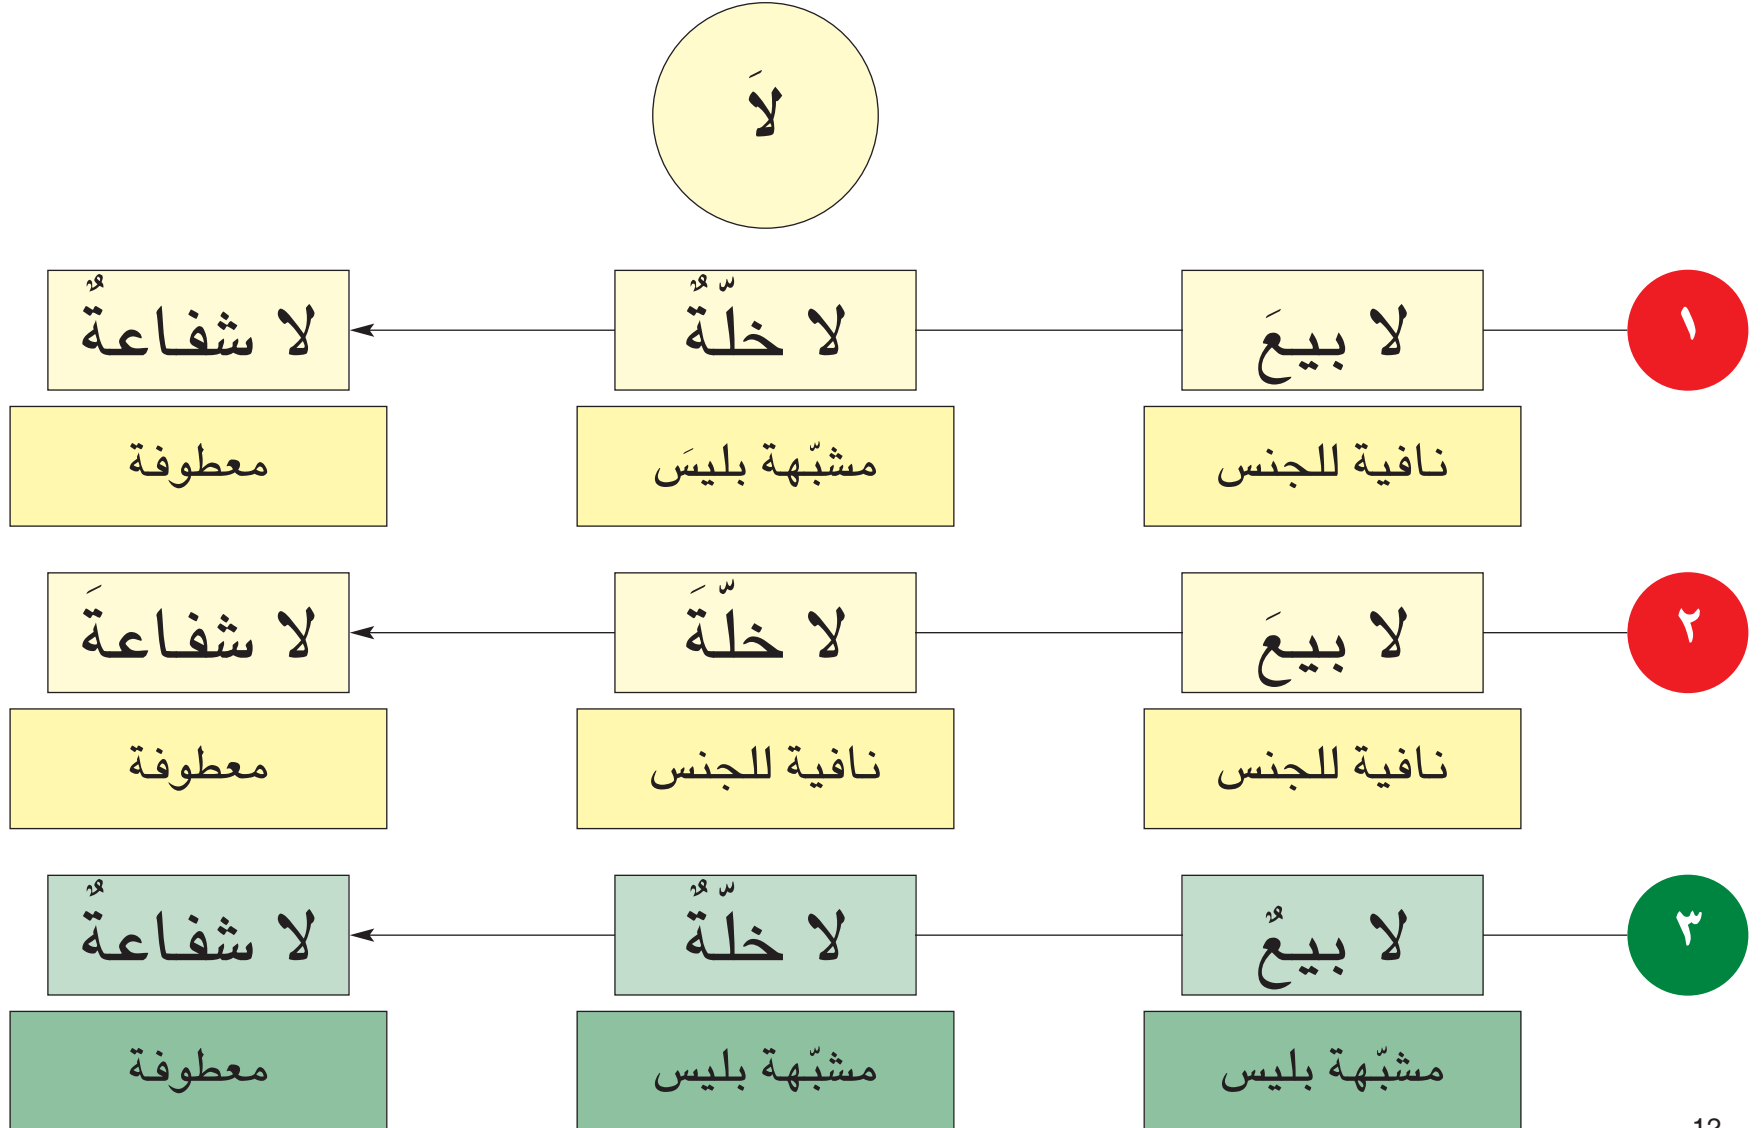 لاَ
١ لا بيعَ لا خلّةٌ لا شفاعةٌ
نافية للجنس مشبّهة بليسَ معطوفة
٢ لا بيعَ لا خلّةَ لا شفاعةَ
نافية للجنس نافية للجنس معطوفة
٣ لا بيعٌ لا خلّةٌ لا شفاعةٌ
مشبّهة بليس مشبّهة بليس معطوفة
12